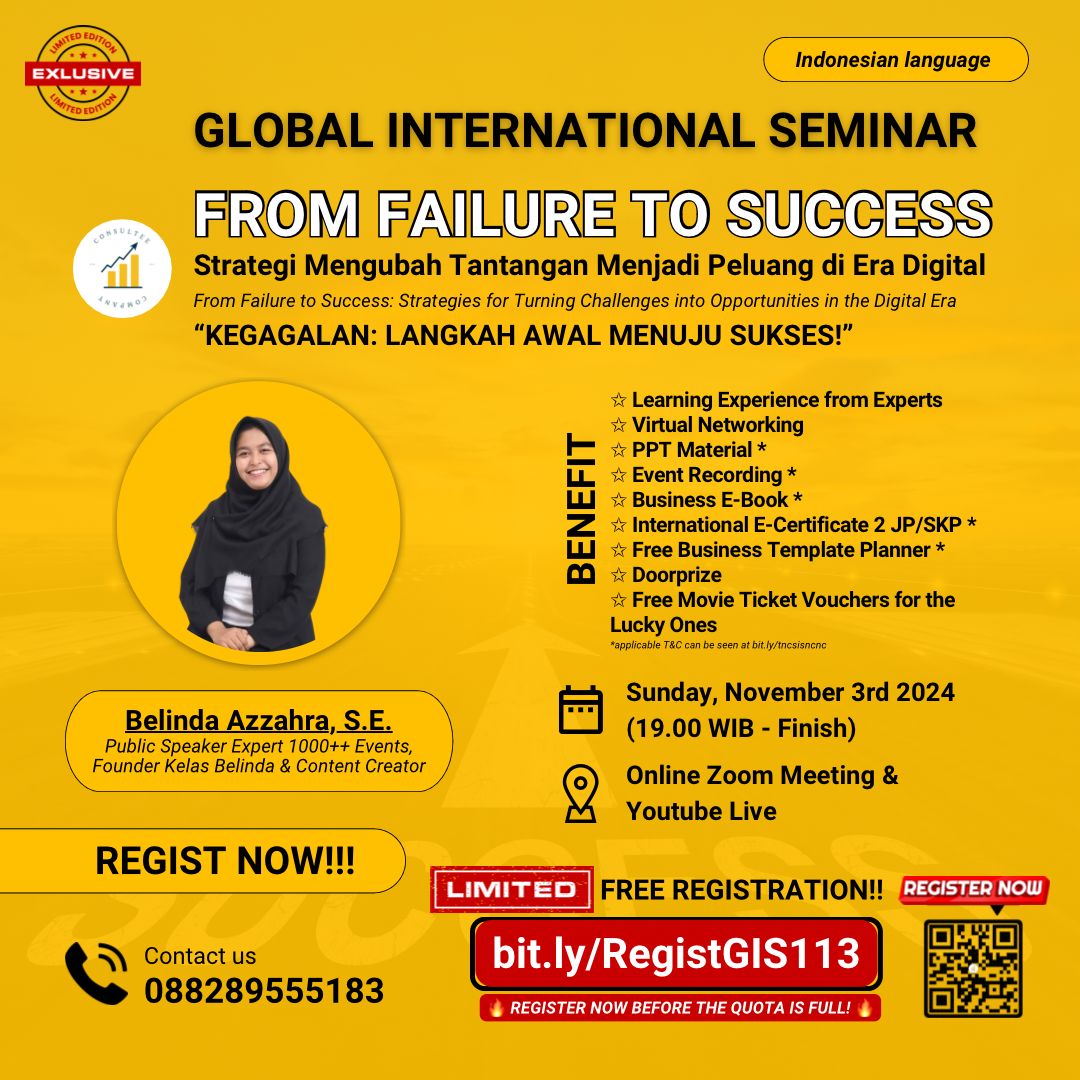 LIMITED EDITION
EXLUSIVE
LIMITED EDITION
Indonesian language
GLOBAL INTERNATIONAL SEMINAR
FROM FAILURE TO SUCCESS
CONSULTEE
COMPANY
Strategi Mengubah Tantangan Menjadi Peluang di Era Digital
From Failure to Success: Strategies for Turning Challenges into Opportunities in the Digital Era
“KEGAGALAN: LANGKAH AWAL MENUJU SUKSES!”
BENEFIT
☆ Learning Experience from Experts
☆ Virtual Networking
☆ PPT Material *
☆ Event Recording *
☆ Business E-Book *
☆ International E-Certificate 2 JP/SKP *
☆ Free Business Template Planner *
☆ Doorprize
☆ Free Movie Ticket Vouchers for the
Lucky Ones
*applicable T&C can be seen at bit.ly/tncsisncnc
Belinda Azzahra, S.E.
Public Speaker Expert 1000++ Events,
Founder Kelas Belinda & Content Creator
Sunday, November 3rd 2024
(19.00 WIB - Finish)
Online Zoom Meeting &
Youtube Live
REGIST NOW!!!
SUCCESS
LIMITED
FREE REGISTRATION!!
REGISTER NOW
bit.ly/RegistGIS113
🔥 REGISTER NOW BEFORE THE QUOTA IS FULL! 🔥
Contact us
088289555183